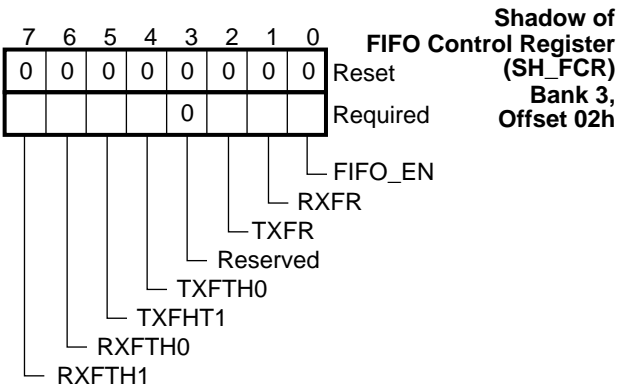 Shadow of
FIFO Control Register
(SH_FCR)
Bank 3,
Offset 02h
7 6 5 4 3 2 1 0
0 0 0 0 0 0 0 0 Reset
0 Required
FIFO_EN
RXFR
TXFR
Reserved
TXFTH0
TXFHT1
RXFTH0
RXFTH1